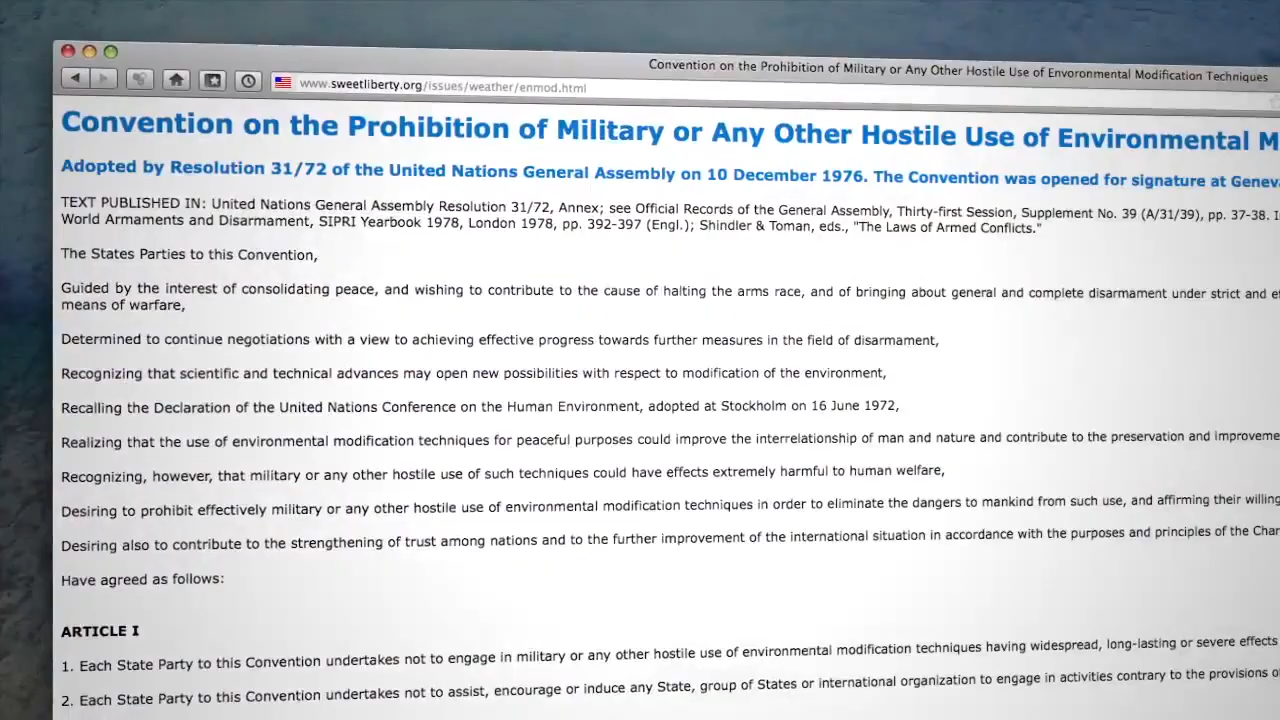 Convention on the Prohibition of Military or Any Other Hostile Use of Envoronmental Modification Techniques
www.sweetliberty.org/issues/weather/enmod.html
Convention on the Prohibition of Military or Any Other Hostile Use of Environmental M
Adopted by Resolution 31/72 of the United Nations General Assembly on 10 December 1976. The Convention was opened for signature at Geneva
TEXT PUBLISHED IN: United Nations General Assembly Resolution 31/72, Annex; see Official Records of the General Assembly, Thirty-first Session, Supplement No. 39 (A/31/39), pp. 37-38.
World Armaments and Disarmament, SIPRI Yearbook 1978, London 1978, pp. 392-397 (Engl.); Shindler & Toman, eds., "The Laws of Armed Conflicts."
The States Parties to this Convention,
Guided by the interest of consolidating peace, and wishing to contribute to the cause of halting the arms race, and of bringing about general and complete disarmament under strict and
means of warfare,
Determined to continue negotiations with a view to achieving effective progress towards further measures in the field of disarmament,
Recognizing that scientific and technical advances may open new possibilities with respect to modification of the environment,
Recalling the Declaration of the United Nations Conference on the Human Environment, adopted at Stockholm on 16 June 1972,
Realizing that the use of environmental modification techniques for peaceful purposes could improve the interrelationship of man and nature and contribute to the preservation and improveme
Recognizing, however, that military or any other hostile use of such techniques could have effects extremely harmful to human welfare,
Desiring to prohibit effectively military or any other hostile use of environmental modification techniques in order to eliminate the dangers to mankind from such use, and affirming their willing
Desiring also to contribute to the strengthening of trust among nations and to the further improvement of the international situation in accordance with the purposes and principles of the Char
Have agreed as follows:
ARTICLE I
1. Each State Party to this Convention undertakes not to engage in military or any other hostile use of environmental modification techniques having widespread, long-lasting or severe effects
2. Each State Party to this Convention undertakes not to assist, encourage or induce any State, group of States or international organization to engage in activities contrary to the provisions